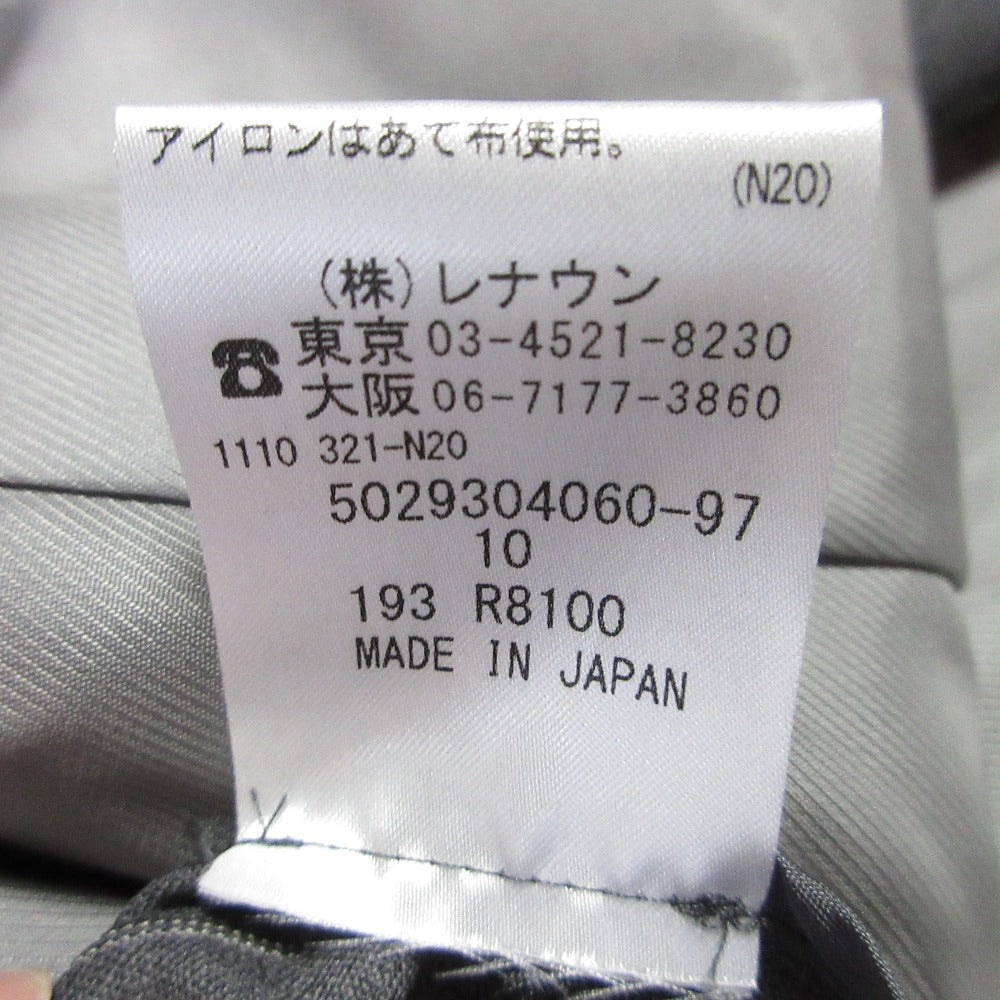 アイロンはあて布使用。
(N20)
(株)レナウン
☎東京 03-4521-8230
大阪 06-7177-3860
1110 321-N20
5029304060-97
10
193 R8100
MADE IN JAPAN